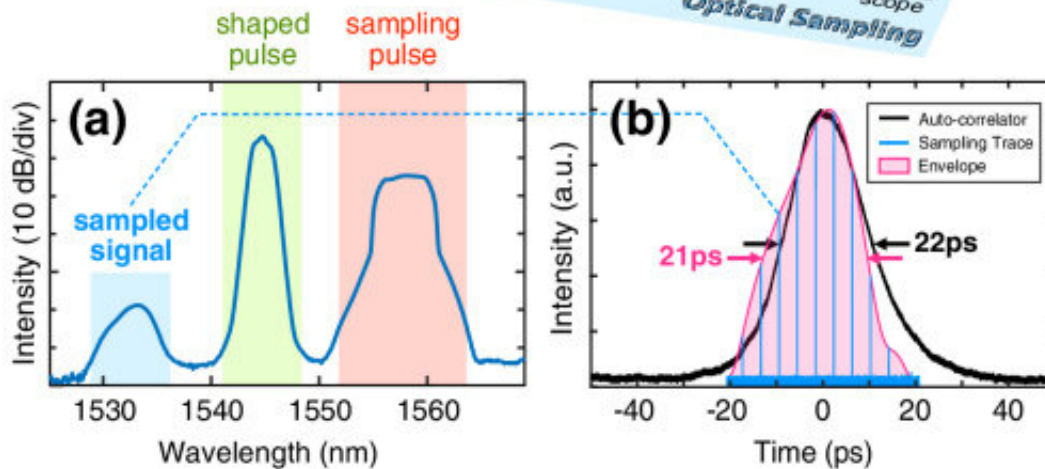 scope
Optical Sampling
shaped
pulse
sampling
pulse
(a)
sampled
signal
Intensity (10 dB/div)
1530
1540
1550
1560
Wavelength (nm)
(b)
Auto-correlator
Sampling Trace
Envelope
21ps
22ps
Intensity (a.u.)
-40
-20
0
20
40
Time (ps)